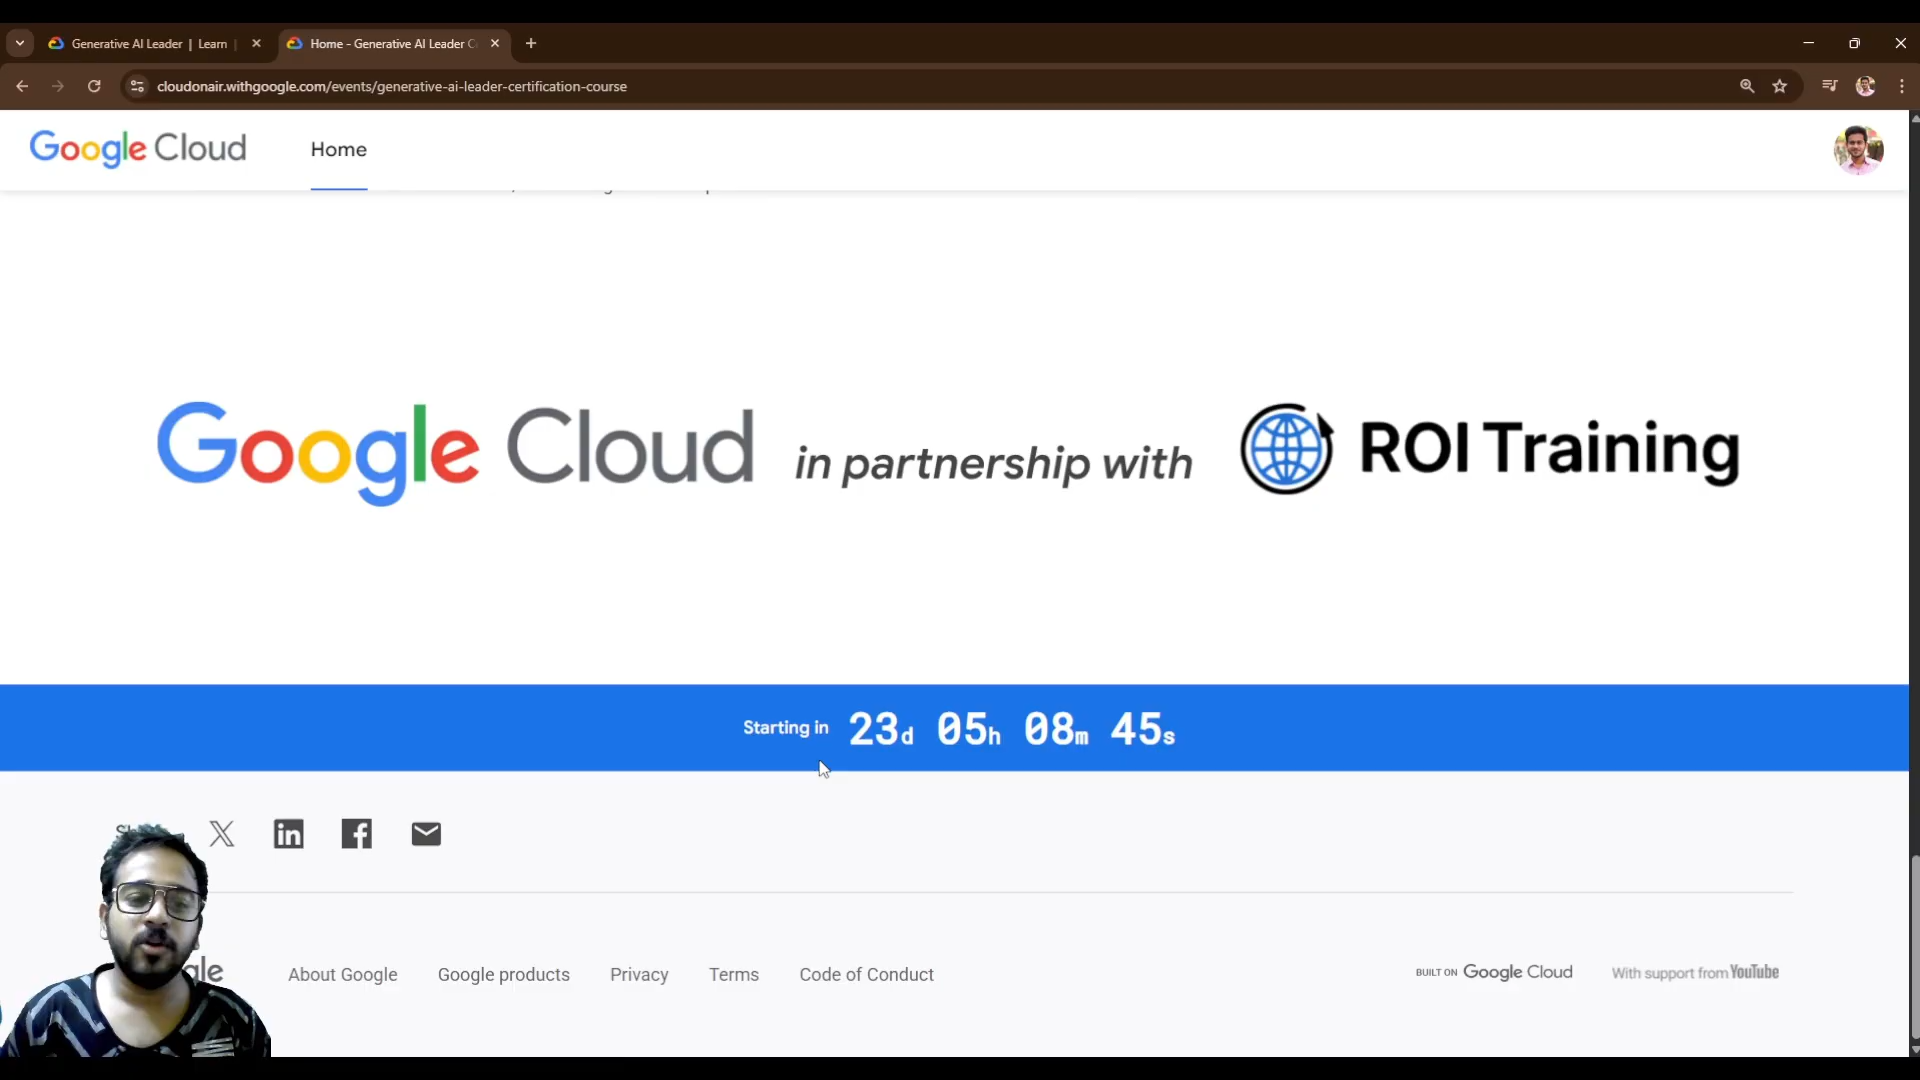 Generative AI Leader | Learn
Home - Generative AI Leader C
cloudonair.withgoogle.com/events/generative-ai-leader-certification-course
Google Cloud
Home
Google Cloud in partnership with ROI Training
Starting in 23d 05h 08m 45s
About Google
Google products
Privacy
Terms
Code of Conduct
BUILT ON Google Cloud
With support from YouTube